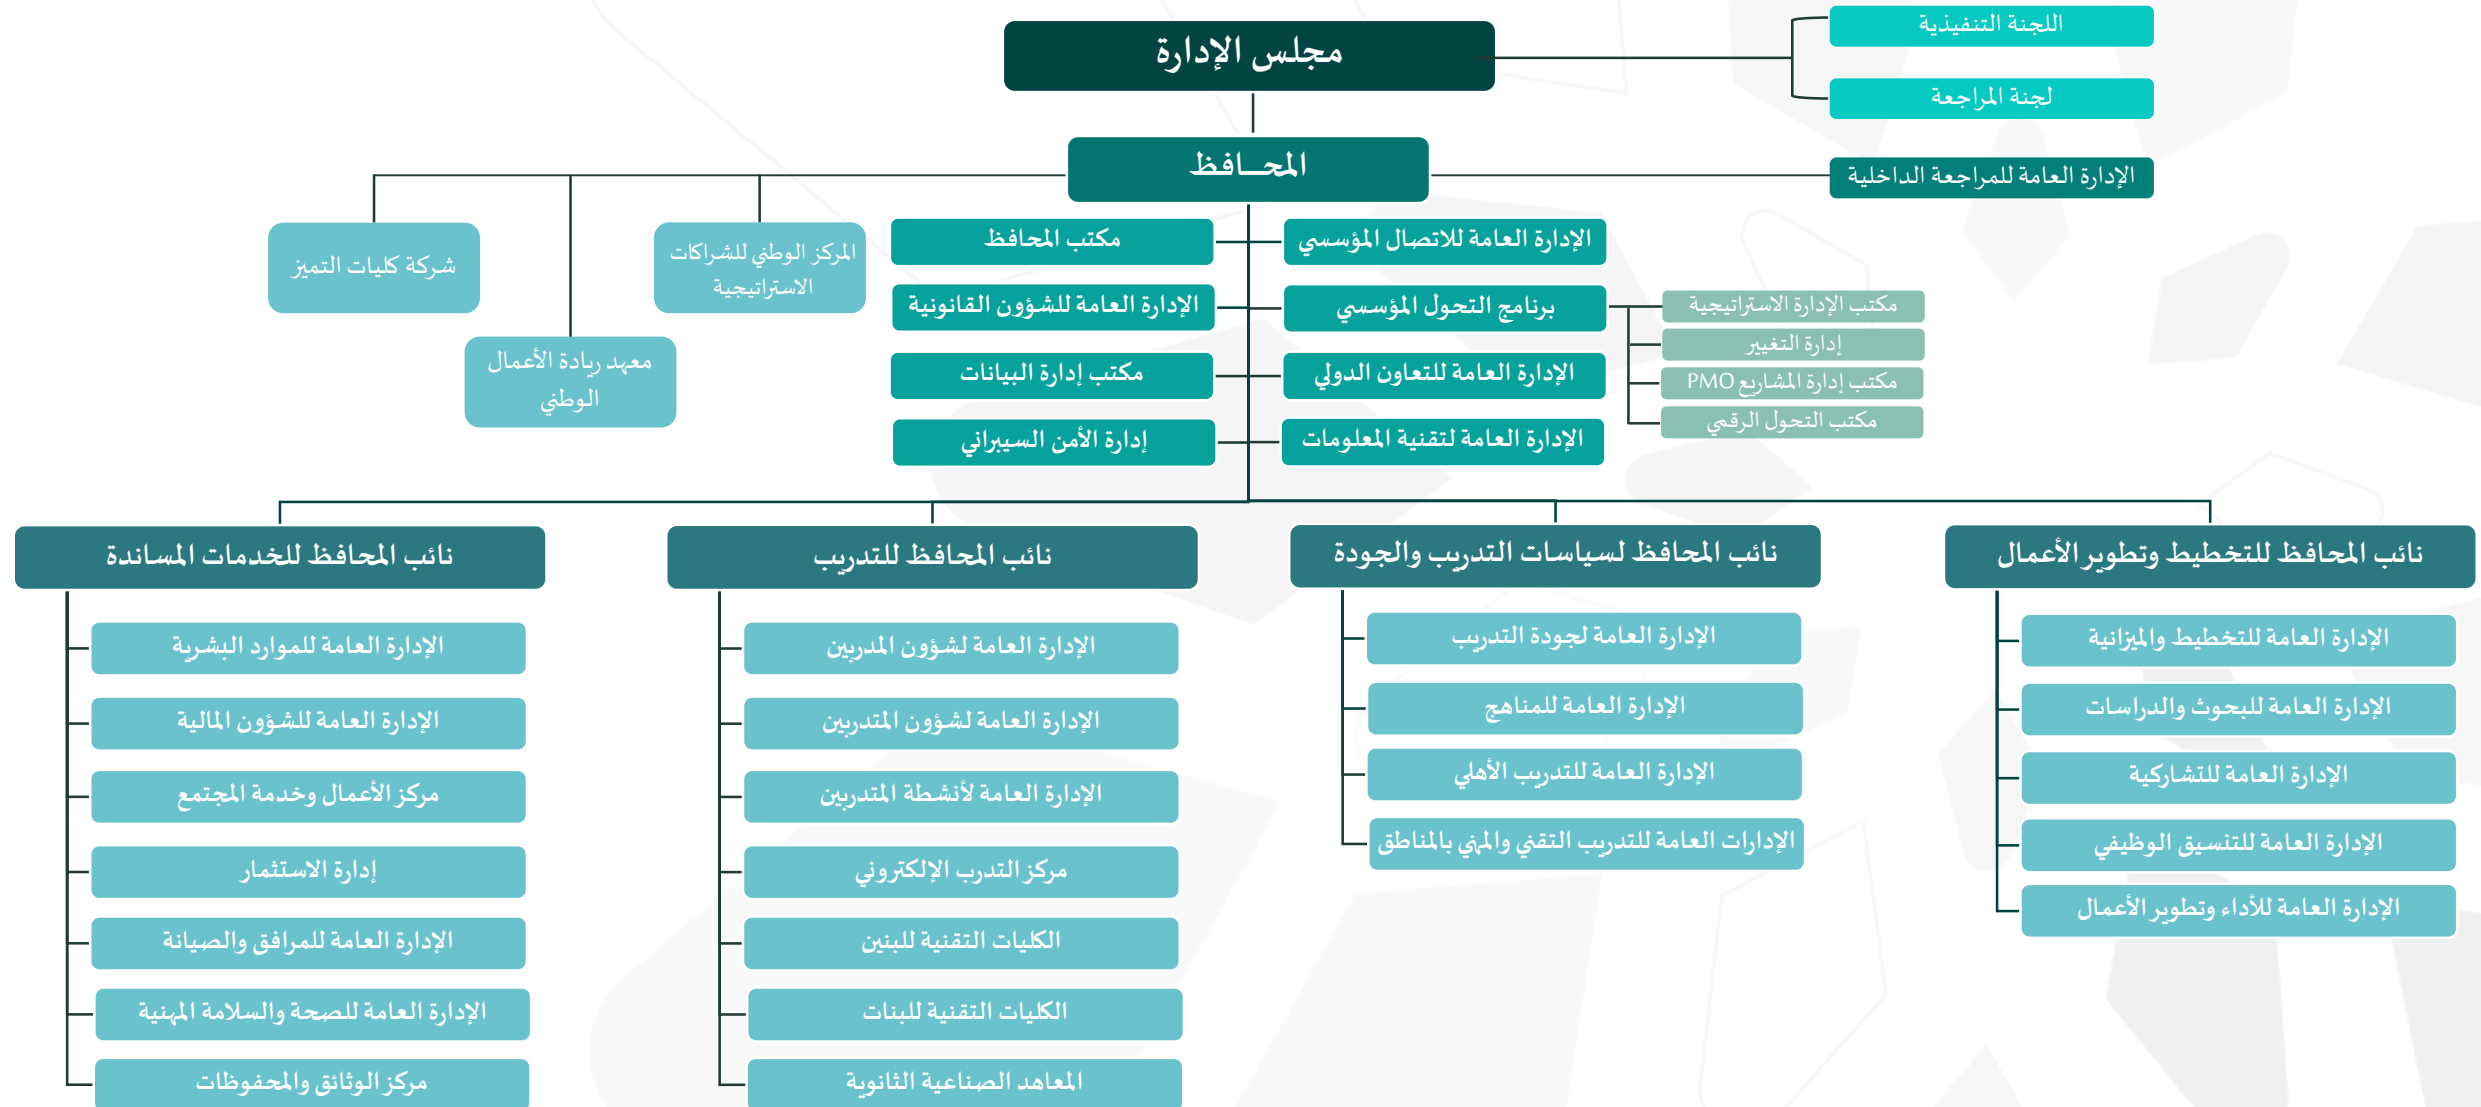 مجلس الإدارة
اللجنة التنفيذية
لجنة المراجعة
المحـــافظ
الإدارة العامة للمراجعة الداخلية
المركز الوطني للشراكات
الاستراتيجية
معهد ريادة الأعمال
الوطني
شركة كليات التميز
الإدارة العامة للاتصال المؤسسي
مكتب المحافظ
برنامج التحول المؤسسي
الإدارة العامة للشؤون القانونية
الإدارة العامة للتعاون الدولي
مكتب إدارة البيانات
الإدارة العامة لتقنية المعلومات
إدارة الأمن السيبراني
مكتب الإدارة الاستراتيجية
إدارة التغيير
مكتب إدارة المشاريع PMO
مكتب التحول الرقمي
نائب المحافظ للتخطيط وتطوير الأعمال
الإدارة العامة للتخطيط والميزانية
الإدارة العامة للبحوث والدراسات
الإدارة العامة للتشاركية
الإدارة العامة للتنسيق الوظيفي
الإدارة العامة للأداء وتطوير الأعمال
نائب المحافظ لسياسات التدريب والجودة
الإدارة العامة لجودة التدريب
الإدارة العامة للمناهج
الإدارة العامة للتدريب الأهلي
الإدارات العامة للتدريب التقني والمهني بالمناطق
نائب المحافظ للتدريب
الإدارة العامة لشؤون المدربين
الإدارة العامة لشؤون المتدربين
الإدارة العامة لأنشطة المتدربين
مركز التدرب الإلكتروني
الكليات التقنية للبنين
الكليات التقنية للبنات
المعاهد الصناعية الثانوية
نائب المحافظ للخدمات المساندة
الإدارة العامة للموارد البشرية
الإدارة العامة للشؤون المالية
مركز الأعمال وخدمة المجتمع
إدارة الاستثمار
الإدارة العامة للمرافق والصيانة
الإدارة العامة للصحة والسلامة المهنية
مركز الوثائق والمحفوظات